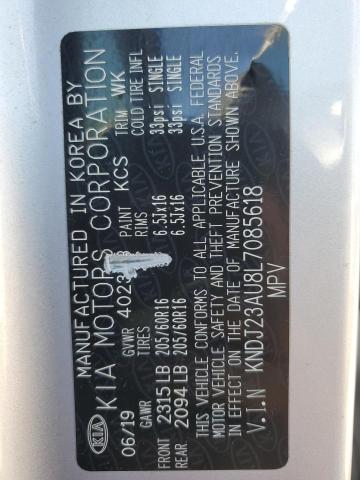 MANUFACTURED IN KOREA BY
KIA KIA MOTORS CORPORATION
06/19 GVWR 4023 PAINT KCS TRIM WK
GAWR TIRES RIMS COLD TIRE INFL
FRONT 2315 LB 205/60R16 6.5Jx16 33psi SINGLE
REAR 2094 LB 205/60R16 6.5Jx16 33psi SINGLE
THIS VEHICLE CONFORMS TO ALL APPLICABLE U.S.A. FEDERAL
MOTOR VEHICLE SAFETY AND THEFT PREVENTION STANDARDS
IN EFFECT ON THE DATE OF MANUFACTURE SHOWN ABOVE.
V.I.N KNDJ23AU8L7085618
MPV